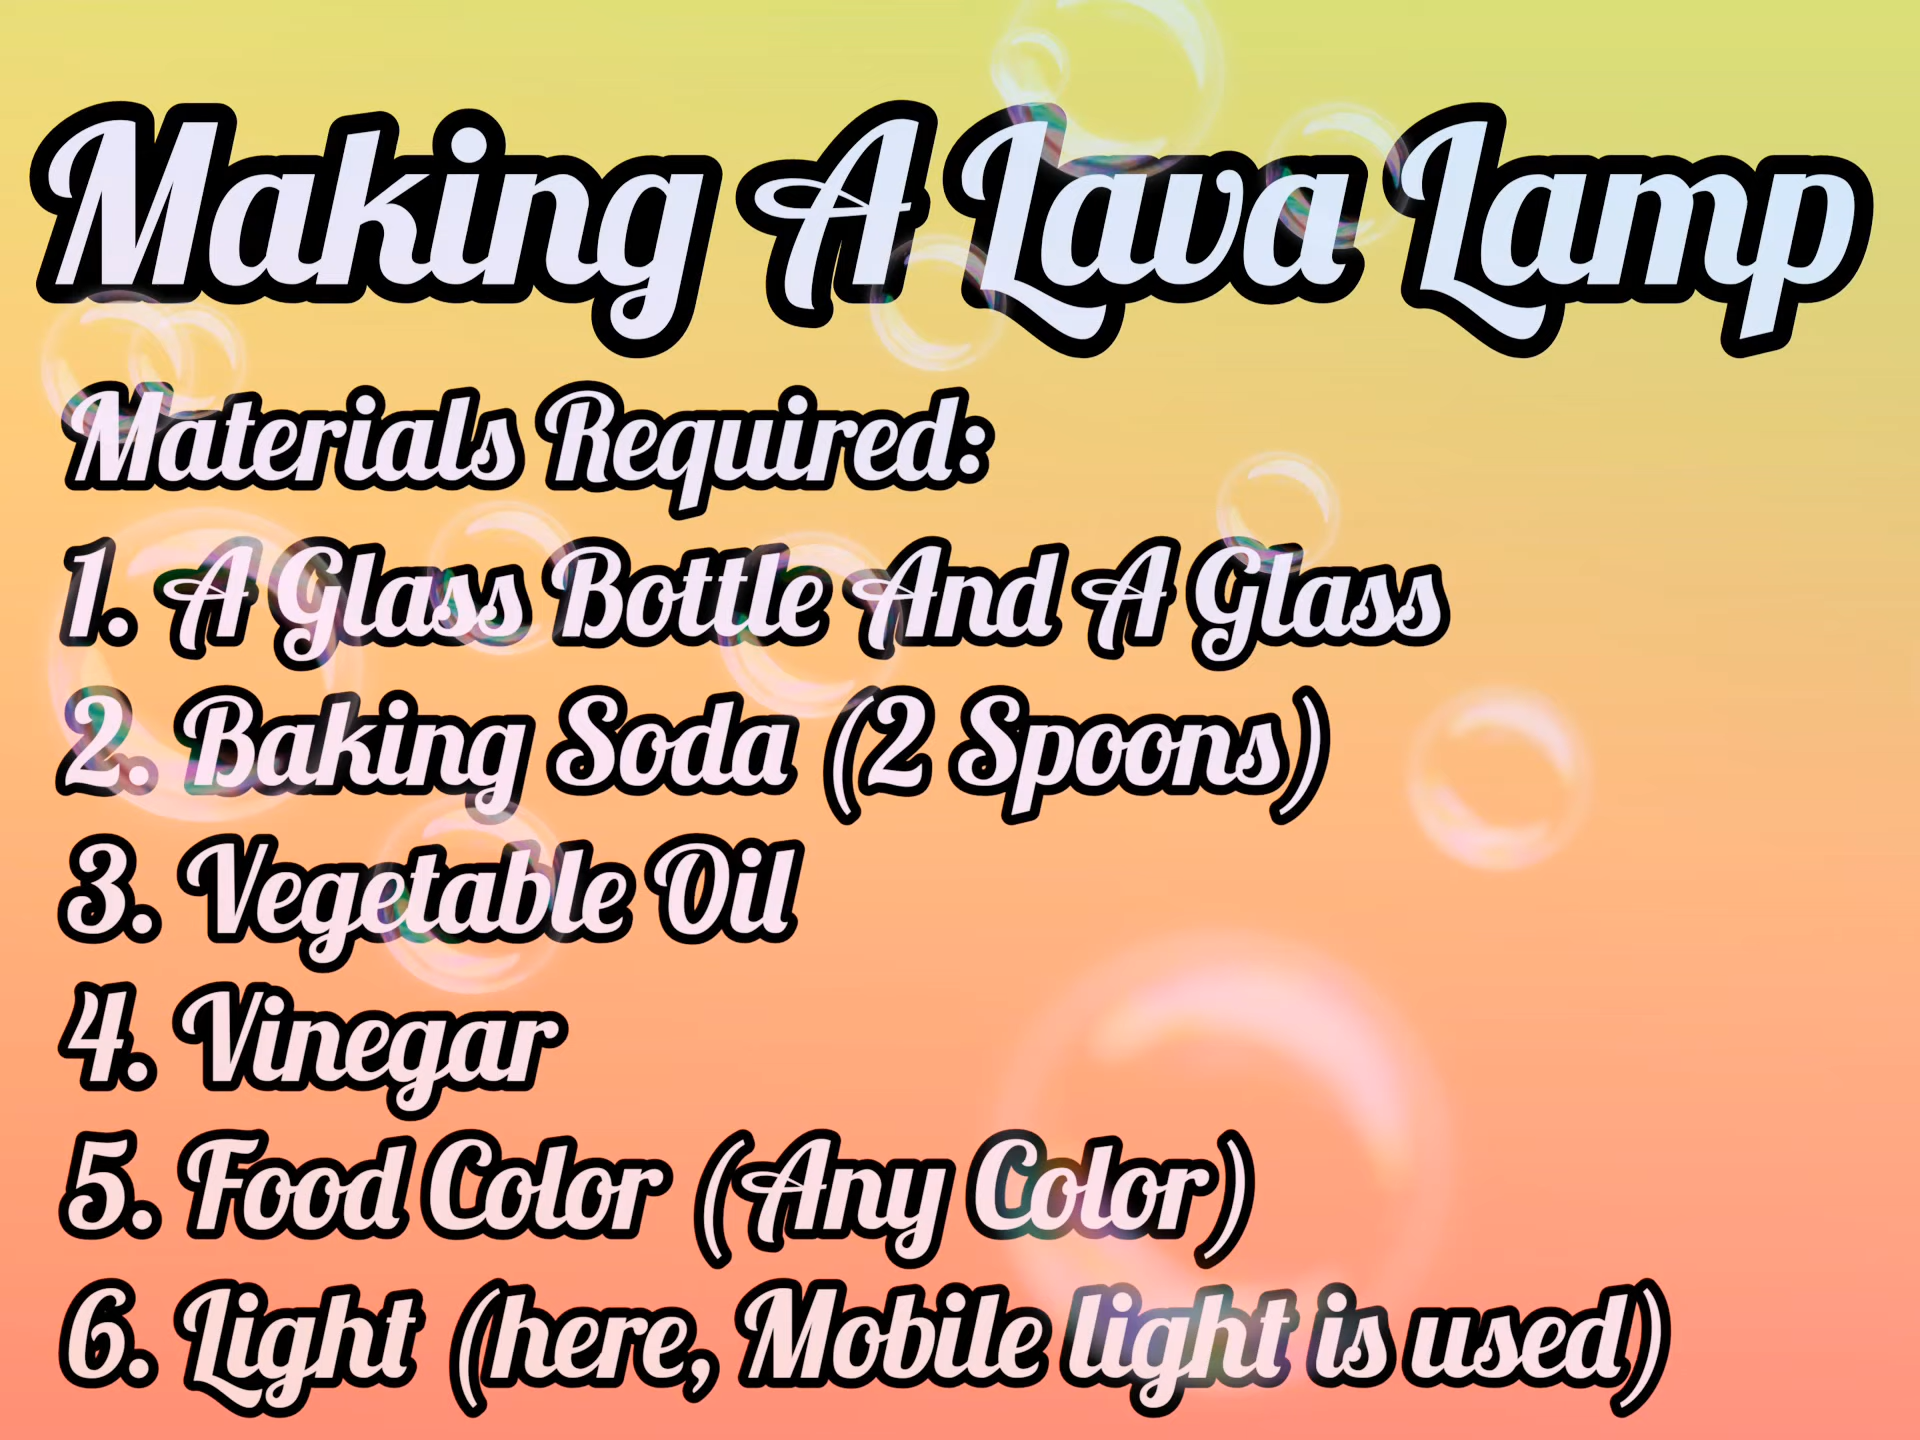 Making A Lava Lamp
Materials Required:
1. A Glass Bottle And A Glass
2. Baking Soda (2 Spoons)
3. Vegetable Oil
4. Vinegar
5. Food Color (Any Color)
6. Light (here, Mobile light is used)